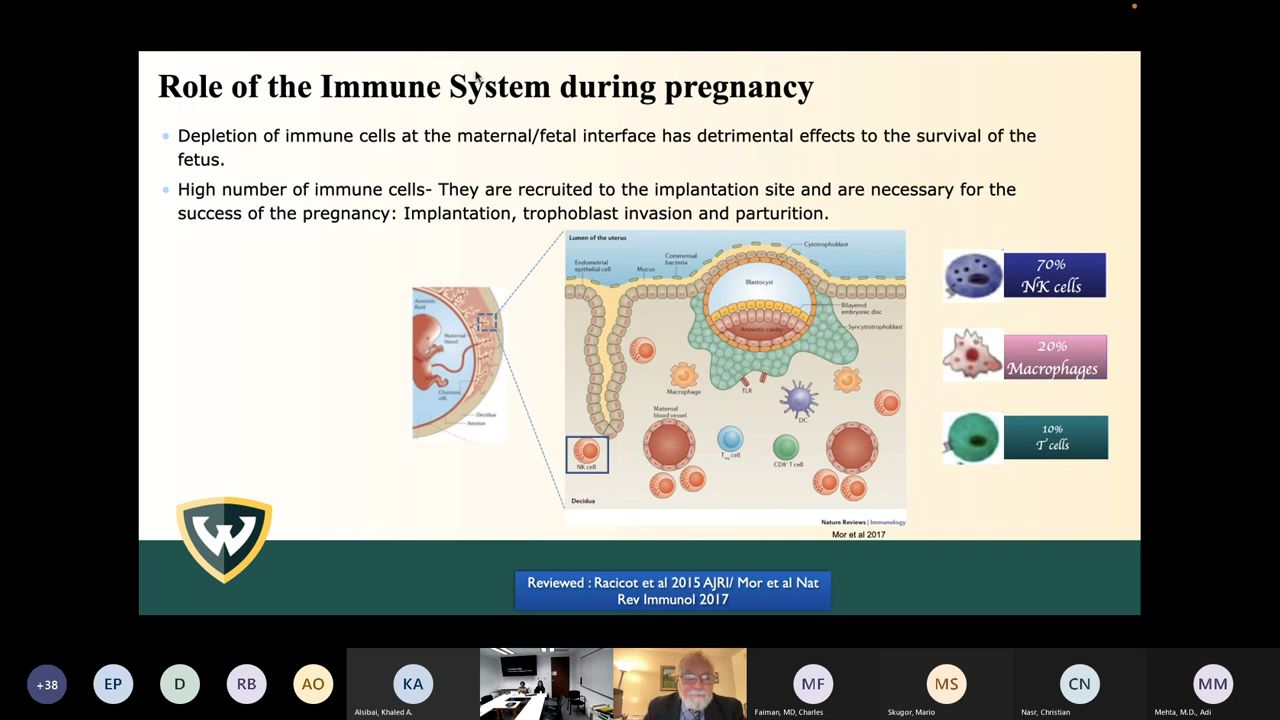 Role of the Immune System during pregnancy
Depletion of immune cells at the maternal/fetal interface has detrimental effects to the survival of the
fetus.
High number of immune cells- They are recruited to the implantation site and are necessary for the
success of the pregnancy: Implantation, trophoblast invasion and parturition.
Lumen of the uterus
Cytotrophoblast
Endometrial
epithelial cell
Mucus
Commensal
bacteria
Blastocyst
Bilayered
embryonic disc
Amniotic cavity
Syncytiotrophoblast
Amniotic
fluid
Maternal
blood
Chorionic
villi
Decidua
Amnion
Macrophage
TLR
DC
Maternal
blood vessel
Treg cell
CD8+ T cell
NK cell
Decidua
70%
NK cells
20%
Macrophages
10%
T cells
Nature Reviews | Immunology
Mor et al 2017
W
Reviewed : Racicot et al 2015 AJRI/ Mor et al Nat
Rev Immunol 2017
+38
EP
D
RB
AO
KA
Alsibai, Khaled A.
MF
Faiman, MD, Charles
MS
Skugor, Mario
CN
Nasr, Christian
MM
Mehta, M.D., Adi